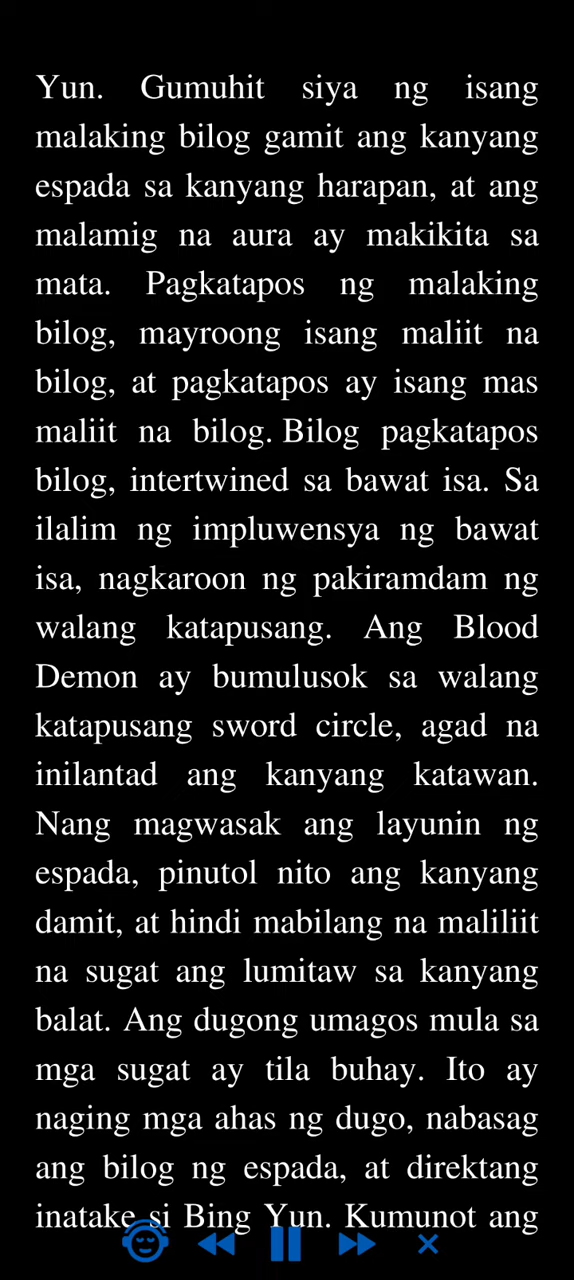 Yun. Gumuhit siya ng isang
malaking bilog gamit ang kanyang
espada sa kanyang harapan, at ang
malamig na aura ay makikita sa
mata. Pagkatapos ng malaking
bilog, mayroong isang maliit na
bilog, at pagkatapos ay isang mas
maliit na bilog. Bilog pagkatapos
bilog, intertwined sa bawat isa. Sa
ilalim ng impluwensya ng bawat
isa, nagkaroon ng pakiramdam ng
walang katapusang. Ang Blood
Demon ay bumulusok sa walang
katapusang sword circle, agad na
inilantad ang kanyang katawan.
Nang magwasak ang layunin ng
espada, pinutol nito ang kanyang
damit, at hindi mabilang na maliliit
na sugat ang lumitaw sa kanyang
balat. Ang dugong umagos mula sa
mga sugat ay tila buhay. Ito ay
naging mga ahas ng dugo, nabasag
ang bilog ng espada, at direktang
inatake si Bing Yun. Kumunot ang